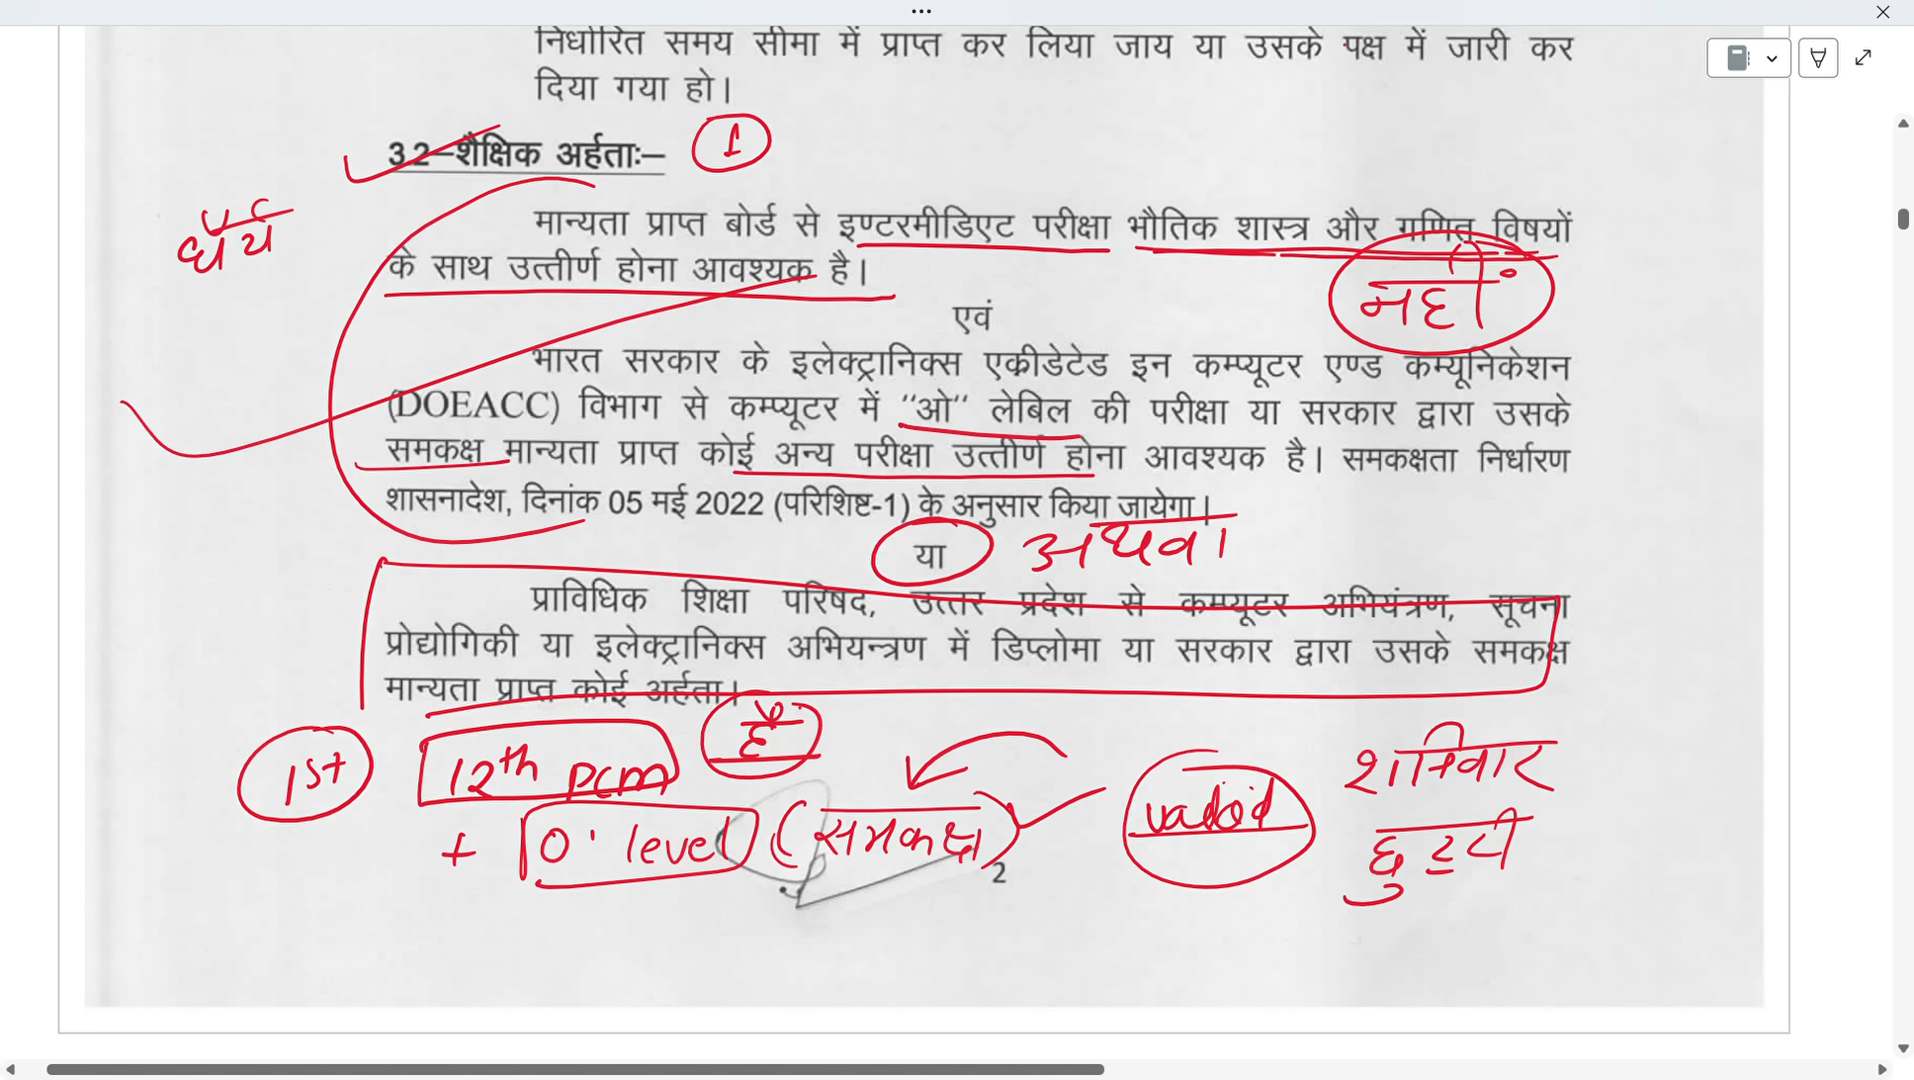 निर्धारित समय सीमा में प्राप्त कर लिया जाय या उसके पक्ष में जारी कर
दिया गया हो।
3.2–शैक्षिक अर्हताः–
1
धैर्य
मान्यता प्राप्त बोर्ड से इण्टरमीडिएट परीक्षा भौतिक शास्त्र और गणित विषयों
के साथ उत्तीर्ण होना आवश्यक है।
नहीं
एवं
भारत सरकार के इलेक्ट्रानिक्स एक्रीडेटेड इन कम्प्यूटर एण्ड कम्यूनिकेशन
(DOEACC) विभाग से कम्प्यूटर में ''ओ'' लेबिल की परीक्षा या सरकार द्वारा उसके
समकक्ष मान्यता प्राप्त कोई अन्य परीक्षा उत्तीर्ण होना आवश्यक है। समकक्षता निर्धारण
शासनादेश, दिनांक 05 मई 2022 (परिशिष्ट-1) के अनुसार किया जायेगा।
या अथवा
प्राविधिक शिक्षा परिषद, उत्तर प्रदेश से कम्प्यूटर अभियंत्रण, सूचना
प्रोद्योगिकी या इलेक्ट्रानिक्स अभियन्त्रण में डिप्लोमा या सरकार द्वारा उसके समकक्ष
मान्यता प्राप्त कोई अर्हता।
1st 12th pcm है
+ O' level (समकक्ष)
valid
शनिवार
छुट्टी
2